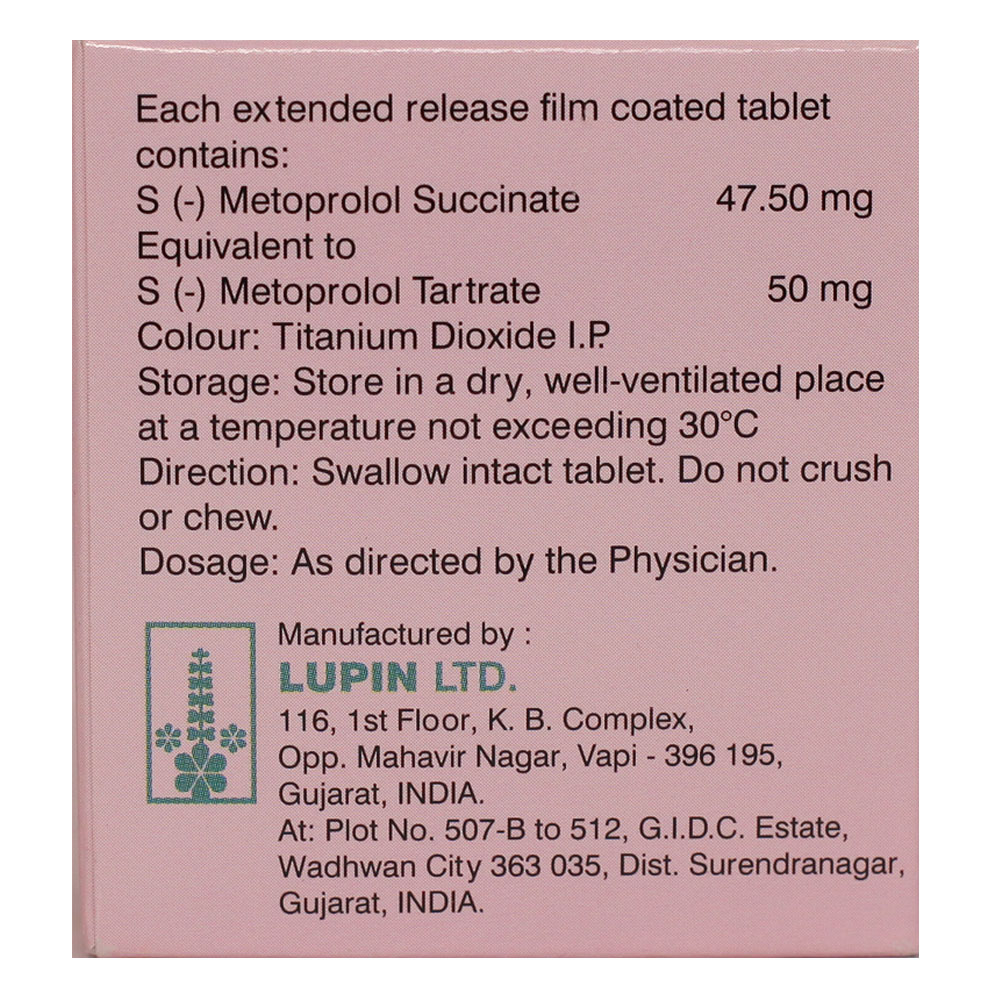 Each extended release film coated tablet
contains:
S (-) Metoprolol Succinate 47.50 mg
Equivalent to
S (-) Metoprolol Tartrate 50 mg
Colour: Titanium Dioxide I.P.
Storage: Store in a dry, well-ventilated place
at a temperature not exceeding 30°C
Direction: Swallow intact tablet. Do not crush
or chew.
Dosage: As directed by the Physician.
Manufactured by :
LUPIN LTD.
116, 1st Floor, K. B. Complex,
Opp. Mahavir Nagar, Vapi - 396 195,
Gujarat, INDIA.
At: Plot No. 507-B to 512, G.I.D.C. Estate,
Wadhwan City 363 035, Dist. Surendranagar,
Gujarat, INDIA.